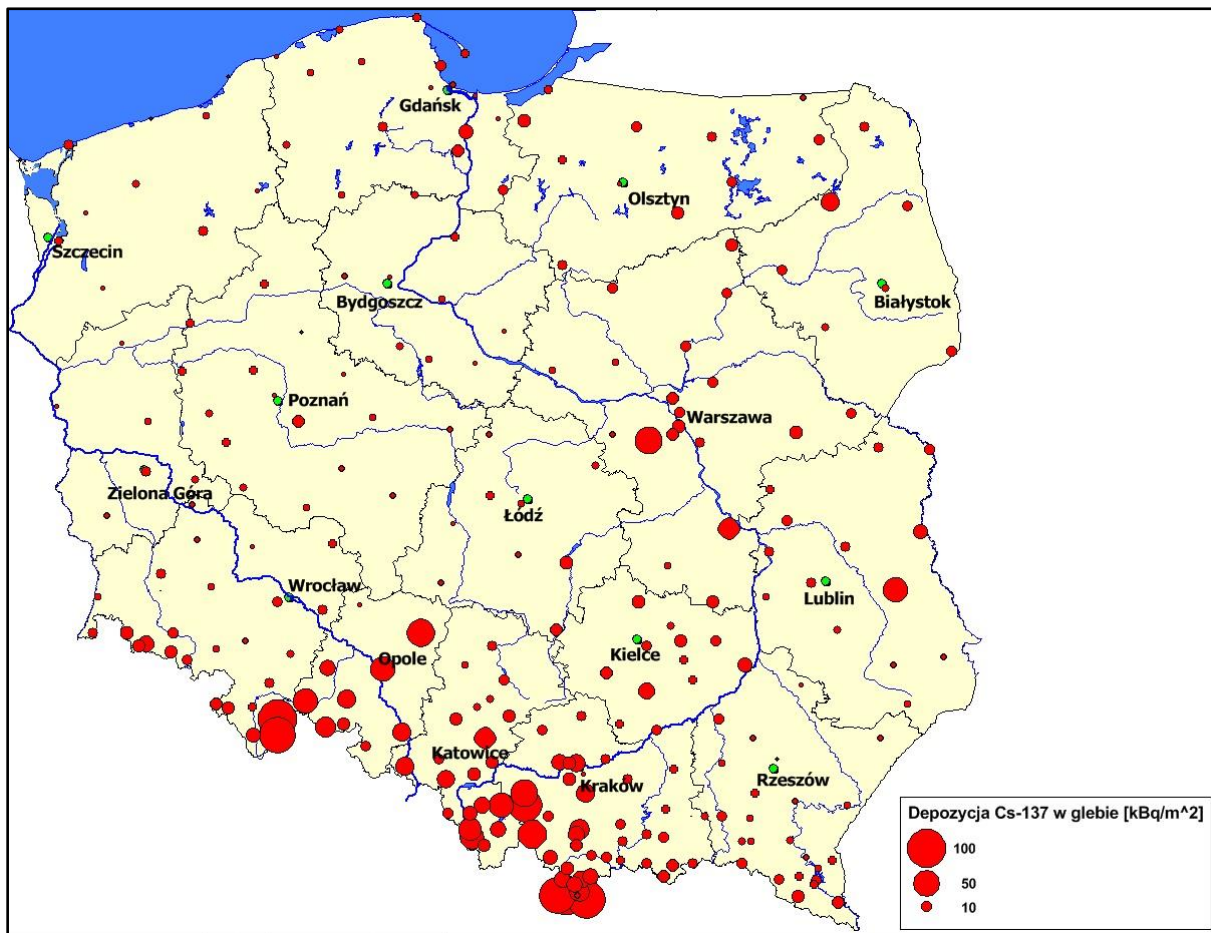 Gdańsk
Olsztyn
Szczecin
Bydgoszcz
Białystok
Poznań
Warszawa
Zielona Góra
Łódź
Wrocław
Lublin
Opole
Kielce
Katowice
Kraków
Rzeszów
Depozycja Cs-137 w glebie [kBq/m^2]
100
50
10